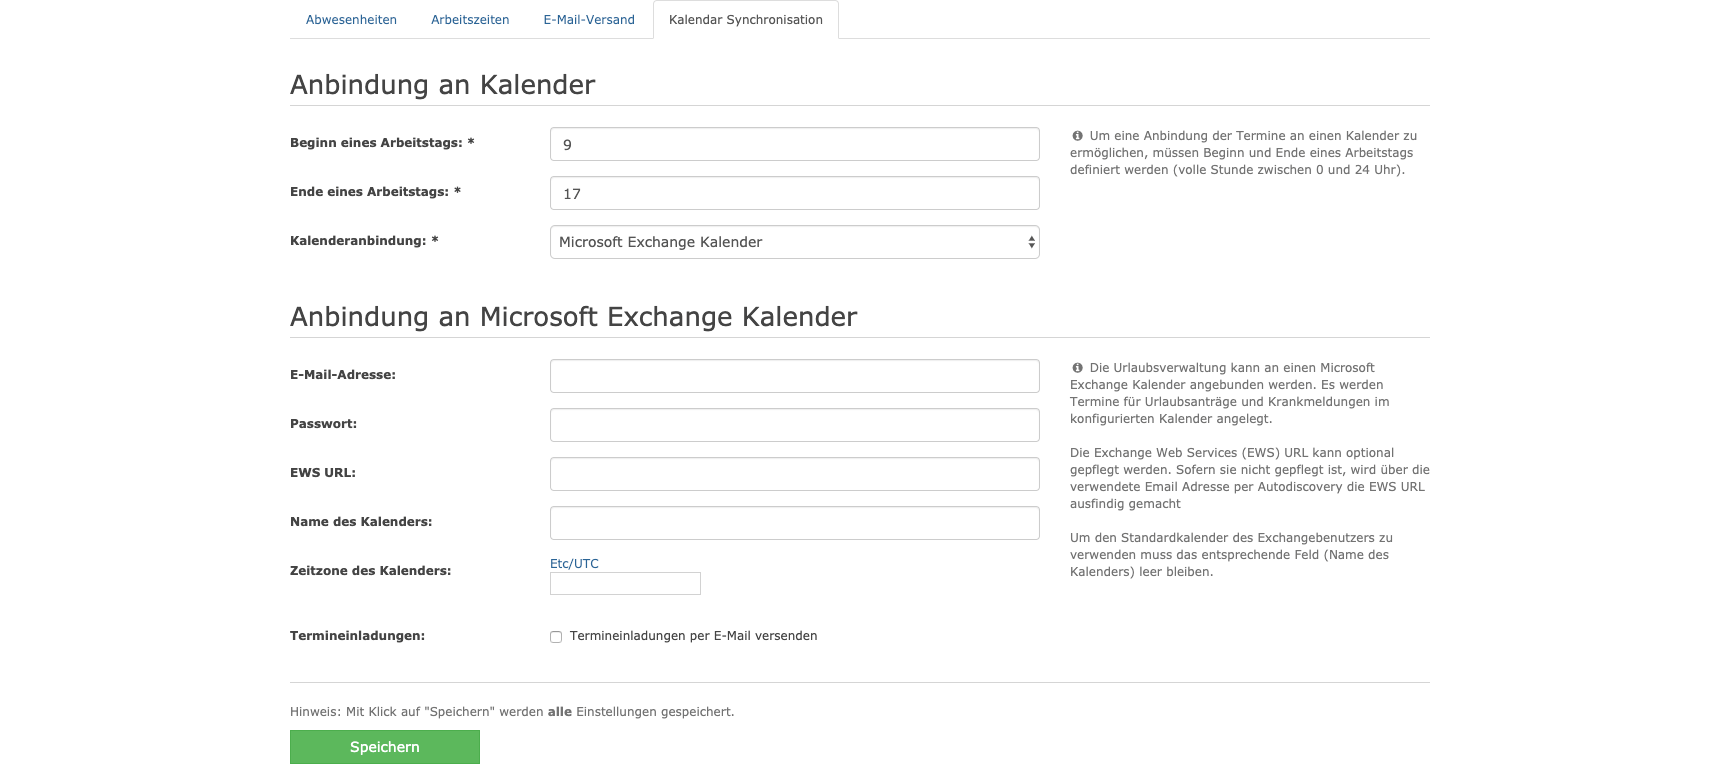 Abwesenheiten Arbeitszeiten E-Mail-Versand Kalendar Synchronisation
Anbindung an Kalender
Beginn eines Arbeitstags: *
9
Ende eines Arbeitstags: *
17
Kalenderanbindung: *
Microsoft Exchange Kalender
Um eine Anbindung der Termine an einen Kalender zu
ermöglichen, müssen Beginn und Ende eines Arbeitstags
definiert werden (volle Stunde zwischen 0 und 24 Uhr).
Anbindung an Microsoft Exchange Kalender
E-Mail-Adresse:
Passwort:
EWS URL:
Name des Kalenders:
Zeitzone des Kalenders:
Etc/UTC
Termineinladungen:
Termineinladungen per E-Mail versenden
Die Urlaubsverwaltung kann an einen Microsoft
Exchange Kalender angebunden werden. Es werden
Termine für Urlaubsanträge und Krankmeldungen im
konfigurierten Kalender angelegt.
Die Exchange Web Services (EWS) URL kann optional
gepflegt werden. Sofern sie nicht gepflegt ist, wird über die
verwendete Email Adresse per Autodiscovery die EWS URL
ausfindig gemacht
Um den Standardkalender des Exchangebenutzers zu
verwenden muss das entsprechende Feld (Name des
Kalenders) leer bleiben.
Hinweis: Mit Klick auf "Speichern" werden alle Einstellungen gespeichert.
Speichern